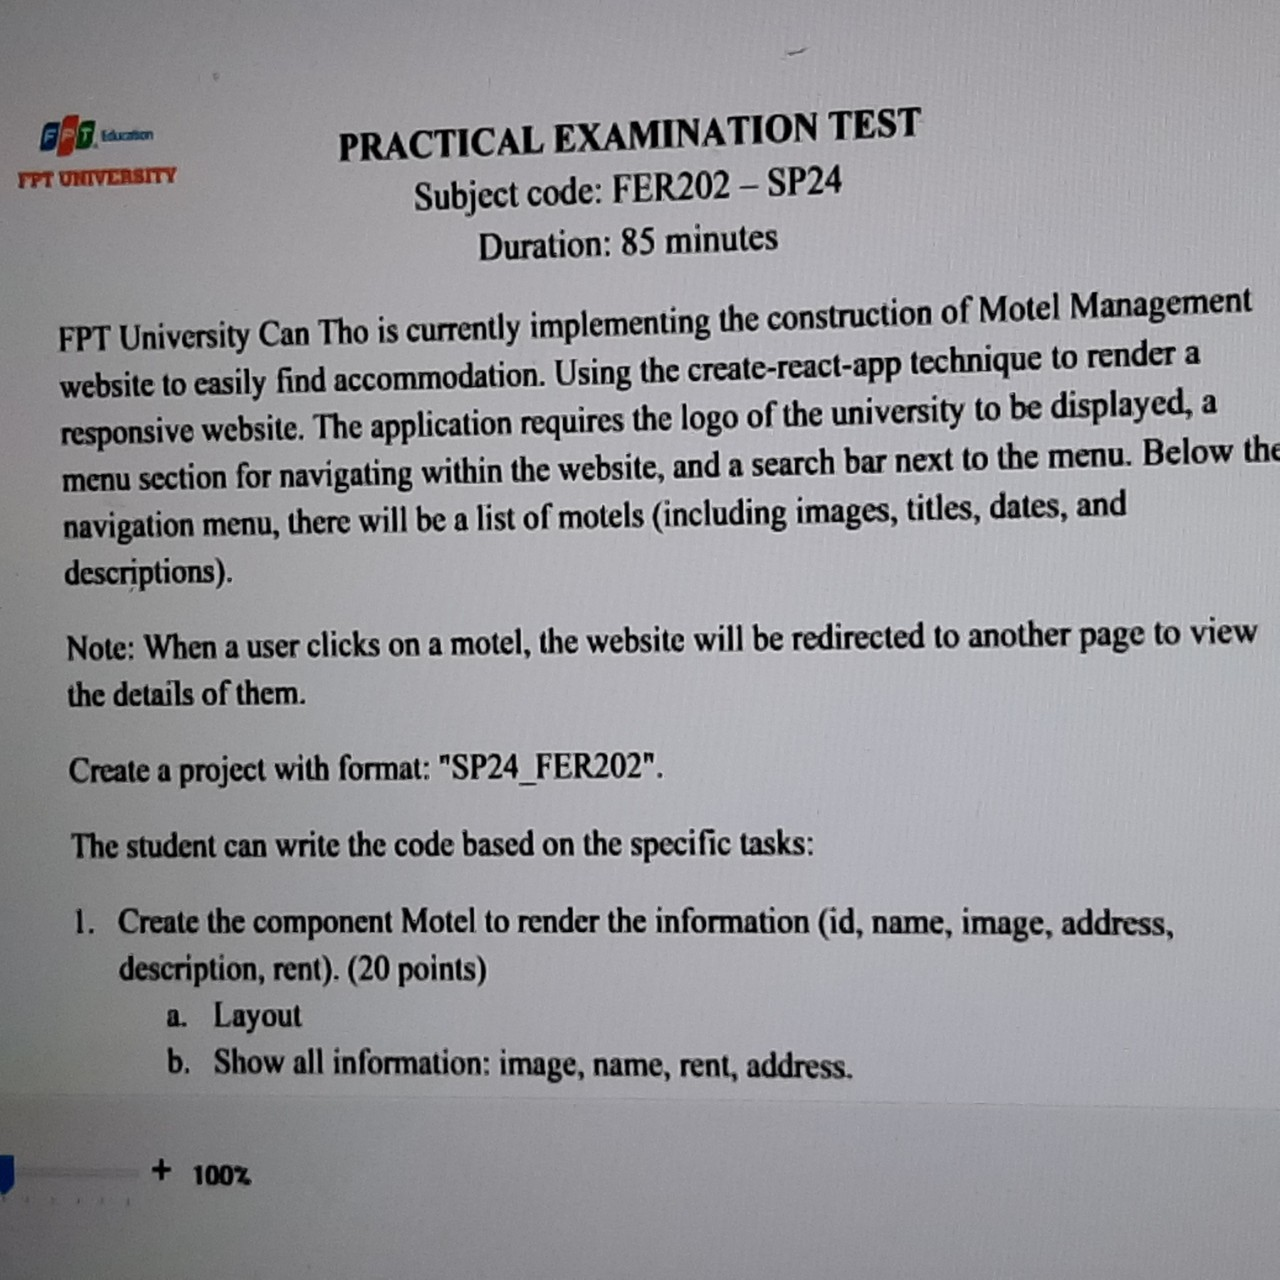 FPT Education
FPT UNIVERSITY
PRACTICAL EXAMINATION TEST
Subject code: FER202 – SP24
Duration: 85 minutes
FPT University Can Tho is currently implementing the construction of Motel Management
website to easily find accommodation. Using the create-react-app technique to render a
responsive website. The application requires the logo of the university to be displayed, a
menu section for navigating within the website, and a search bar next to the menu. Below the
navigation menu, there will be a list of motels (including images, titles, dates, and
descriptions).
Note: When a user clicks on a motel, the website will be redirected to another page to view
the details of them.
Create a project with format: "SP24_FER202".
The student can write the code based on the specific tasks:
1. Create the component Motel to render the information (id, name, image, address,
description, rent). (20 points)
a. Layout
b. Show all information: image, name, rent, address.
+ 100%